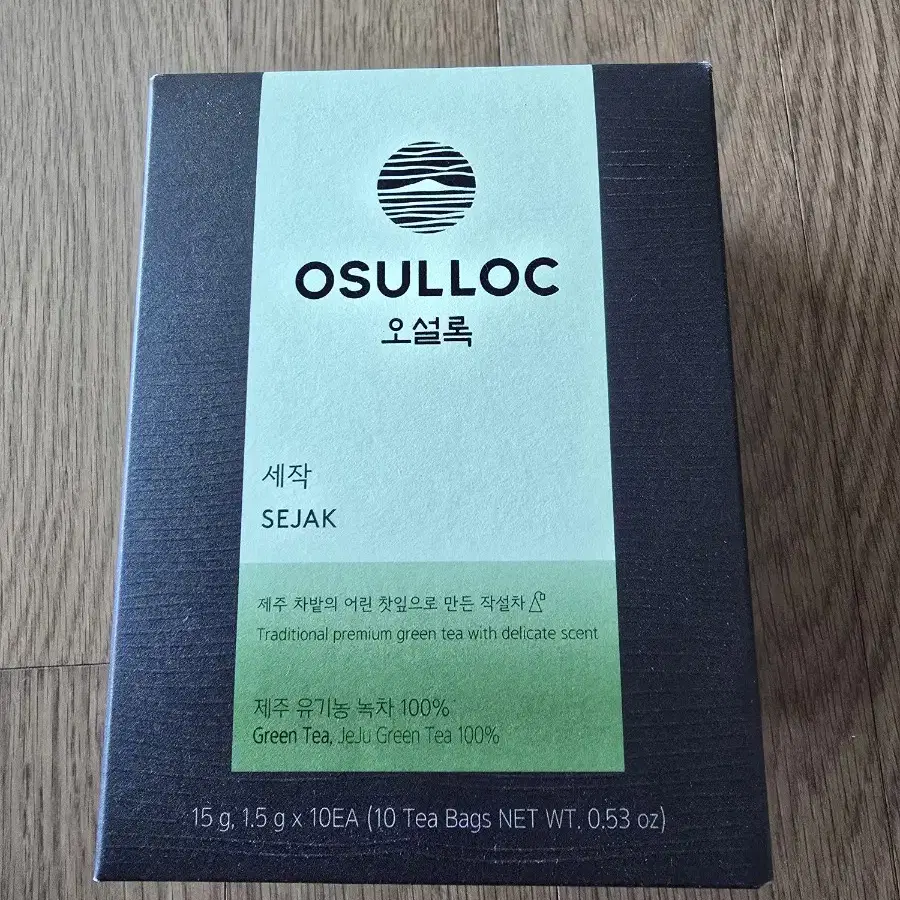 OSULLOC
오설록
세작
SEJAK
제주 차밭의 어린 찻잎으로 만든 작설차
Traditional premium green tea with delicate scent
제주 유기농 녹차 100%
Green Tea, JeJu Green Tea 100%
15 g, 1.5 g x 10EA (10 Tea Bags NET WT. 0.53 oz)